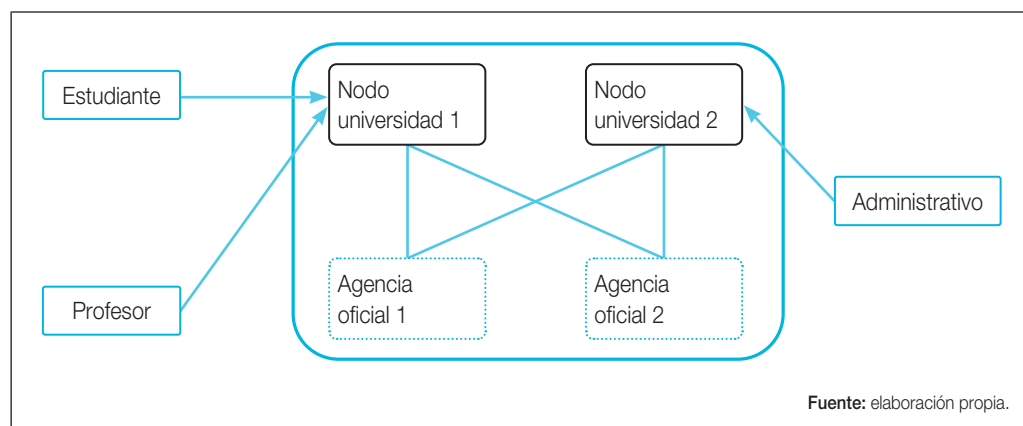 Estudiante
Nodo
universidad 1
Nodo
universidad 2
Administrativo
Profesor
Agencia
oficial 1
Agencia
oficial 2
Fuente: elaboración propia.